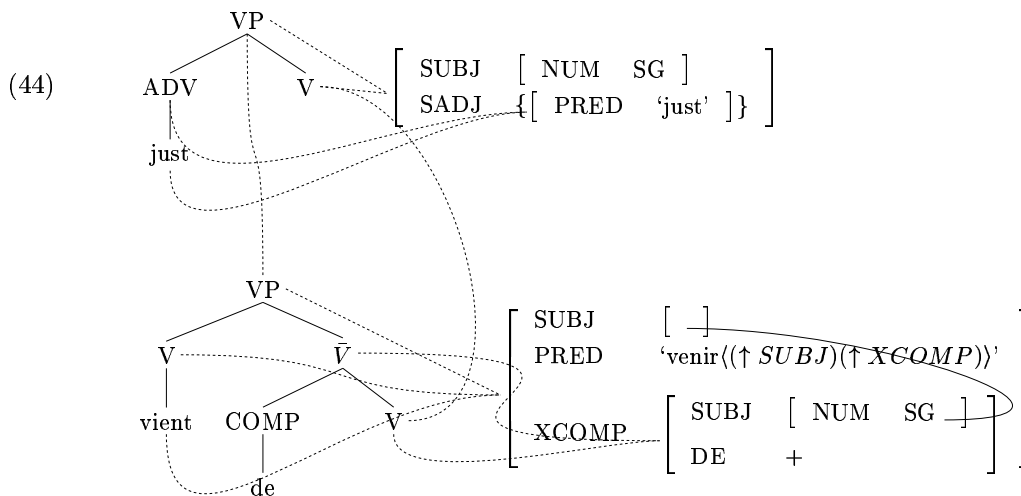 VP
(44) ADV V [ SUBJ [ NUM SG ]
SADJ {[ PRED ‘just’ ]} ]
just
VP
V V̄ [ SUBJ [ ]
PRED ‘venir⟨(↑ SUBJ)(↑ XCOMP)⟩’
vient COMP V XCOMP [ SUBJ [ NUM SG ]
DE + ] ]
de